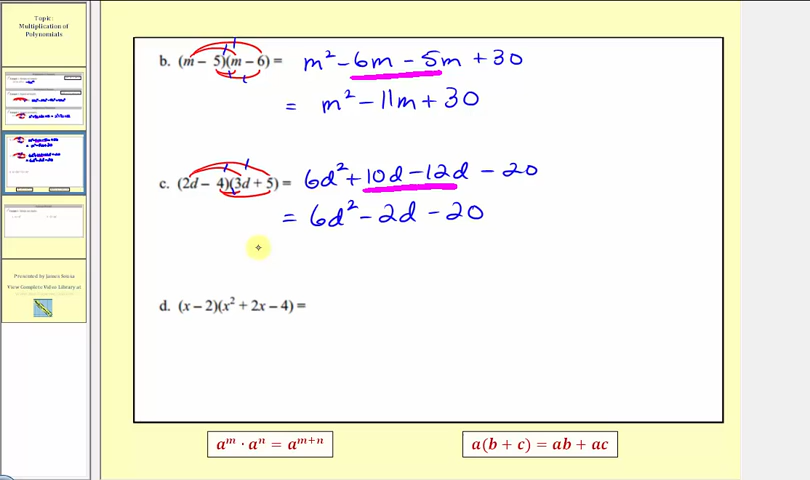 Topic:
Multiplication of
Polynomials
Presented by James Sousa
View Complete Video Library at
b. (m − 5)(m − 6) = m² − 6m − 5m + 30
= m² − 11m + 30
c. (2d − 4)(3d + 5) = 6d² + 10d − 12d − 20
= 6d² − 2d − 20
d. (x − 2)(x² + 2x − 4) =
aᵐ · aⁿ = aᵐ⁺ⁿ
a(b + c) = ab + ac